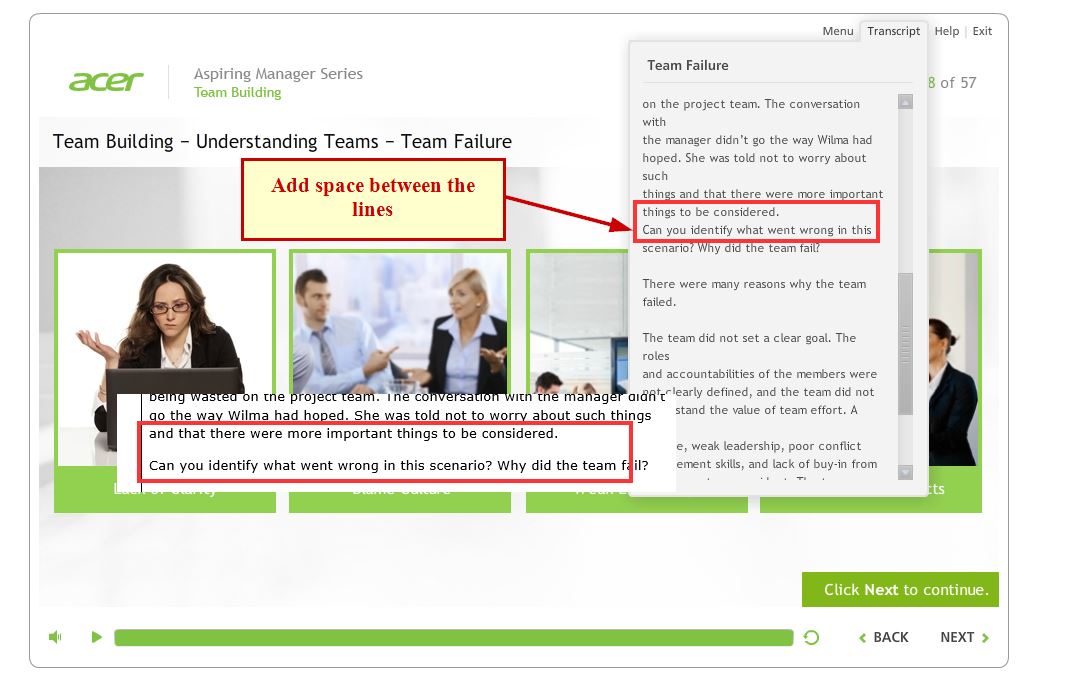 Menu Transcript Help Exit
acer
Aspiring Manager Series
Team Building
8 of 57
Team Building – Understanding Teams – Team Failure
Add space between the
lines
Team Failure
on the project team. The conversation
with
the manager didn't go the way Wilma had
hoped. She was told not to worry about
such
things and that there were more important
things to be considered.
Can you identify what went wrong in this
scenario? Why did the team fail?
There were many reasons why the team
failed.
The team did not set a clear goal. The
roles
and accountabilities of the members were
not clearly defined, and the team did not
stand the value of team effort. A
e, weak leadership, poor conflict
ement skills, and lack of buy-in from
being wasted on the project team. The conversation with the manager didn't
go the way Wilma had hoped. She was told not to worry about such things
and that there were more important things to be considered.
Can you identify what went wrong in this scenario? Why did the team fail?
Lack of Clarity
Blame Culture
cts
Click Next to continue.
BACK NEXT